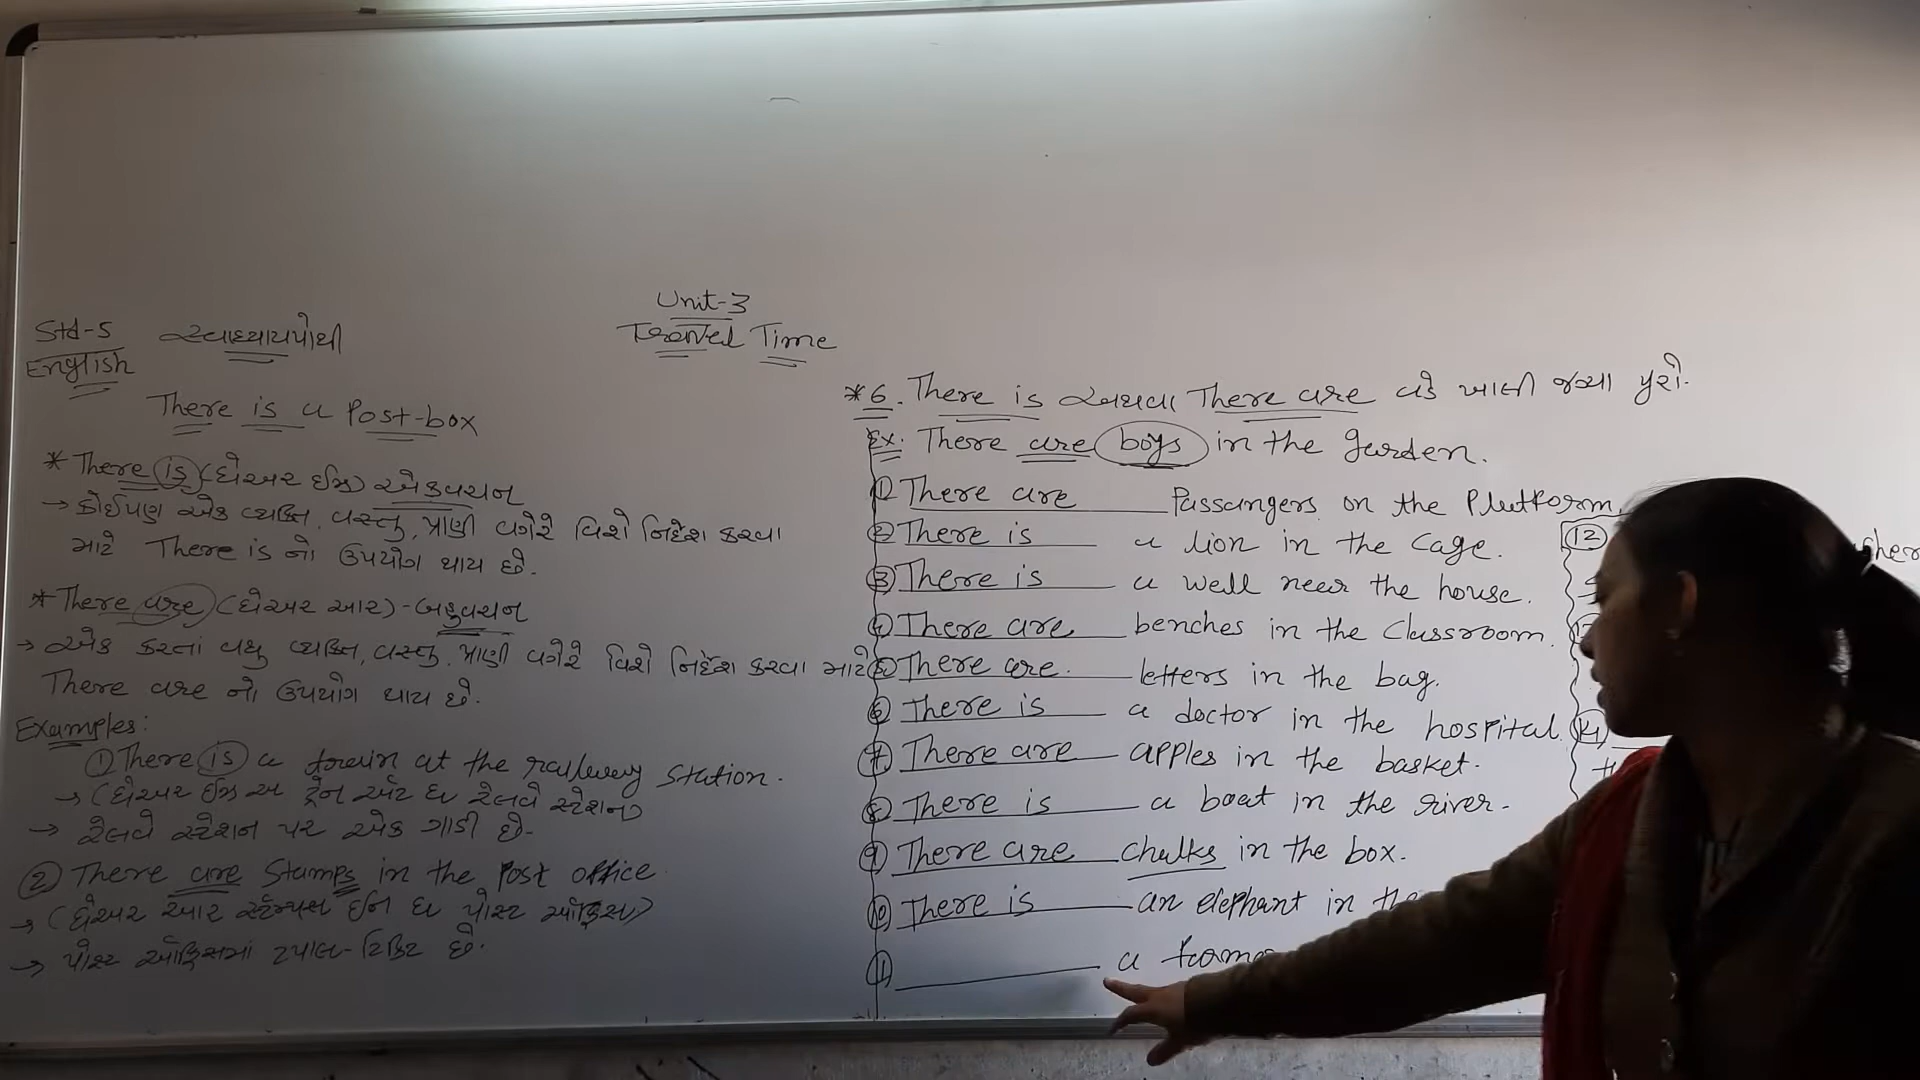 Unit-3
Travel Time
Std-5 સ્વાધ્યાયપોથી
English
There is a Post-box
* There is (ધેઅર ઈઝ) એકવચન
→ કોઈપણ એક વ્યક્તિ, વસ્તુ, પ્રાણી વગેરે વિશે નિર્દેશ કરવા
માટે There is નો ઉપયોગ થાય છે.
* There are (ધેઅર આર) - બહુવચન
→ એક કરતાં વધુ વ્યક્તિ, વસ્તુ, પ્રાણી વગેરે વિશે નિર્દેશ કરવા માટે
There are નો ઉપયોગ થાય છે.
Examples:
① There is a train at the railway station.
→ (ધેઅર ઈઝ અ ટ્રેન એટ ધ રેલવે સ્ટેશન)
→ રેલવે સ્ટેશન પર એક ગાડી છે.
② There are Stamps in the Post office
→ (ધેઅર આર સ્ટેમ્પ્સ ઈન ધ પોસ્ટ ઑફિસ)
→ પોસ્ટ ઑફિસમાં ટપાલ-ટિકિટ છે.
*6. There is અથવા There are વડે ખાલી જગ્યા પૂરો.
Ex. There are boys in the garden.
① There are Passangers on the Platform.
② There is a lion in the cage.
③ There is a well near the house.
④ There are benches in the Classroom.
⑤ There are. letters in the bag.
⑥ There is a doctor in the hospital.
⑦ There are apples in the basket.
⑧ There is a boat in the river.
⑨ There are chalks in the box.
⑩ There is an elephant in the
⑪ a
⑫